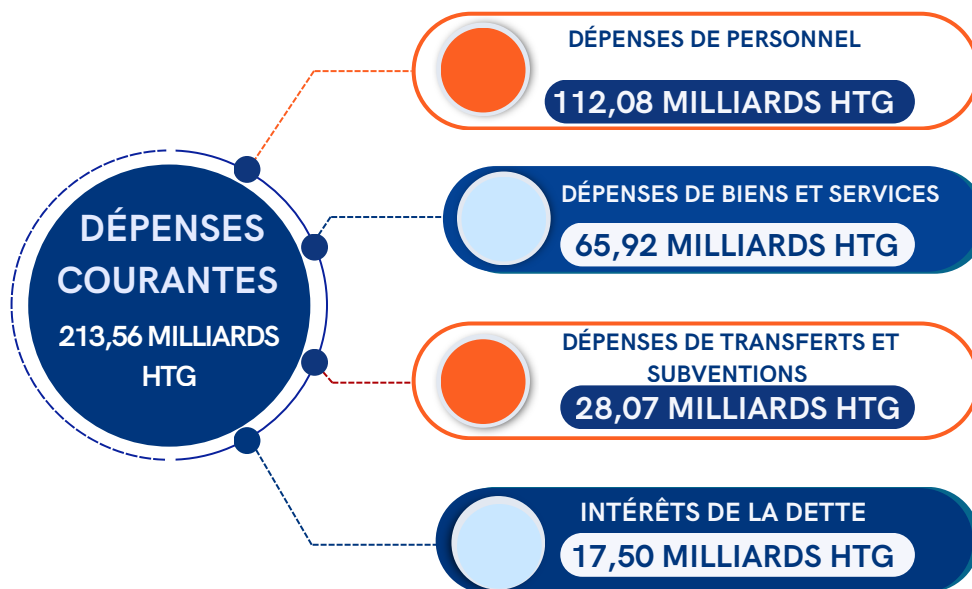 DÉPENSES
COURANTES
213,56 MILLIARDS
HTG
DÉPENSES DE PERSONNEL
112,08 MILLIARDS HTG
DÉPENSES DE BIENS ET SERVICES
65,92 MILLIARDS HTG
DÉPENSES DE TRANSFERTS ET
SUBVENTIONS
28,07 MILLIARDS HTG
INTÉRÊTS DE LA DETTE
17,50 MILLIARDS HTG